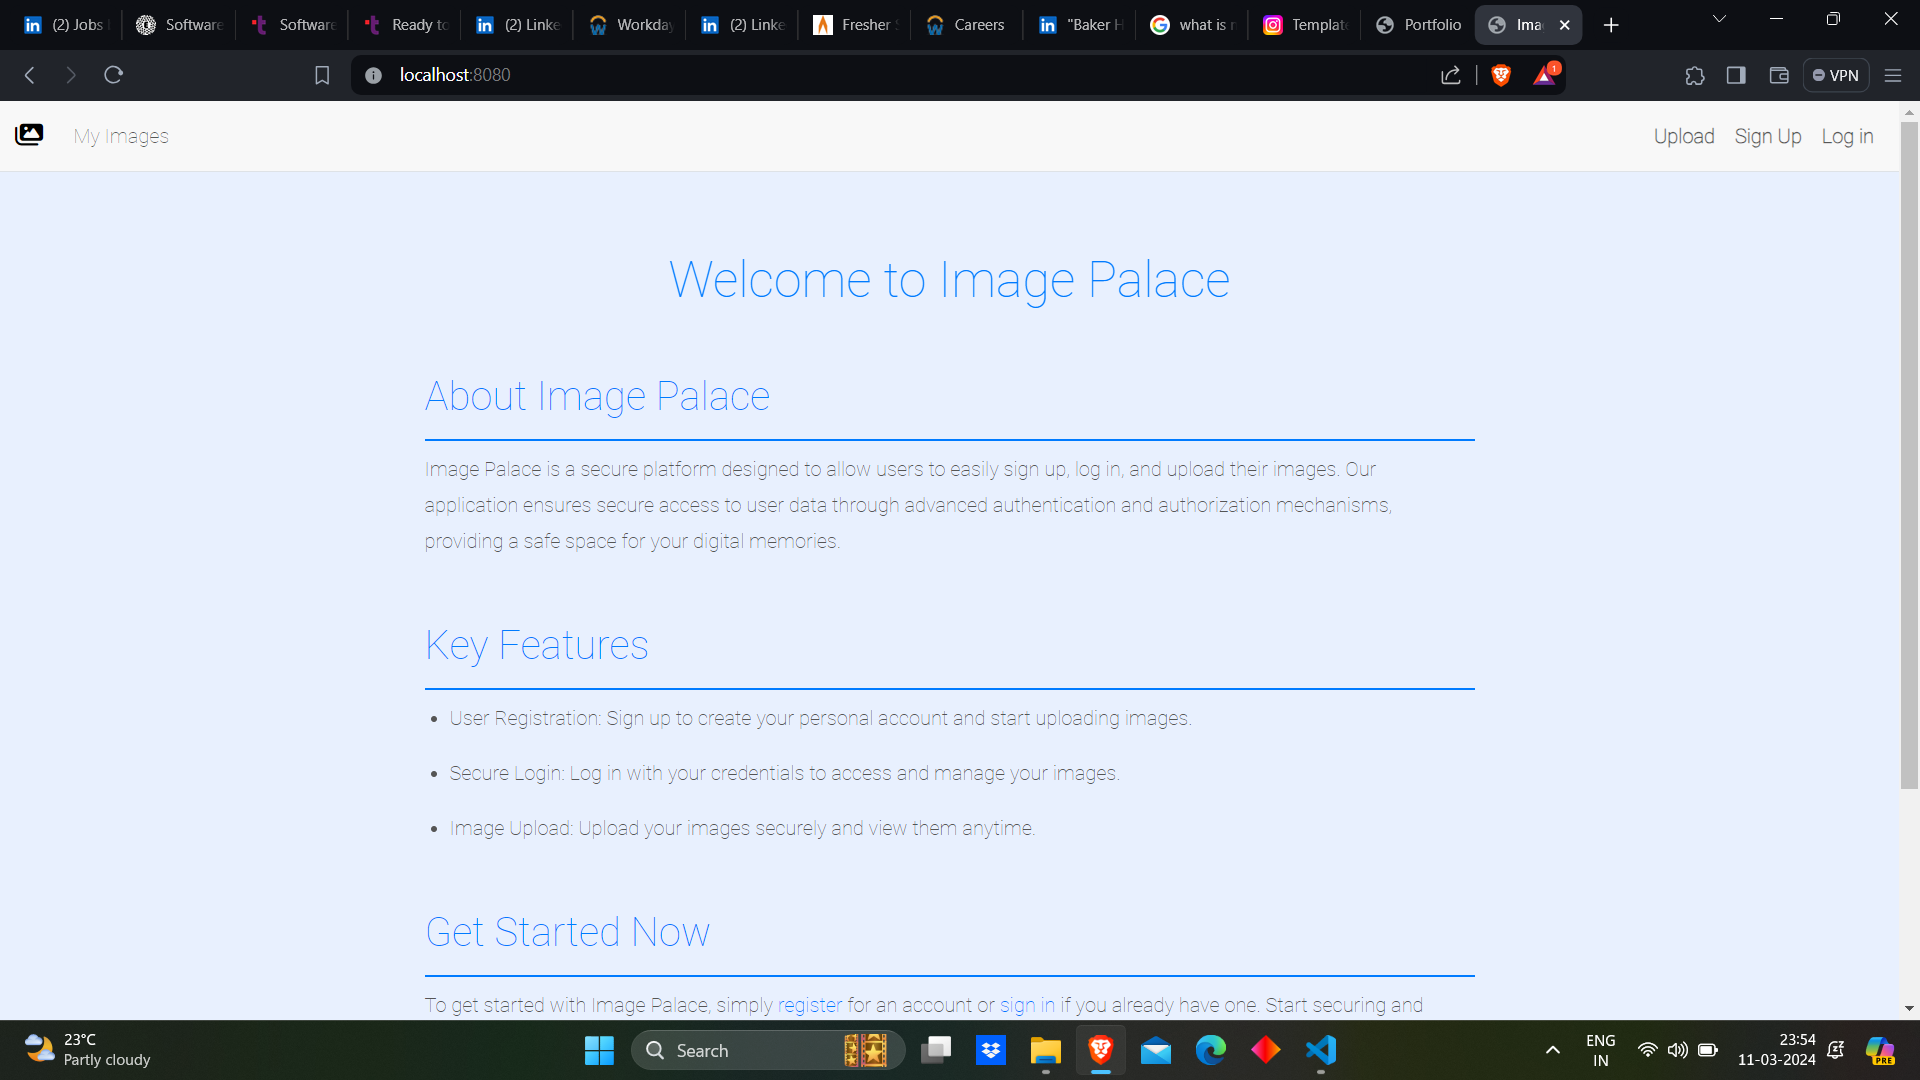 (2) Jobs
Software
Software
Ready to
(2) Linke
Workday
(2) Linke
Fresher
Careers
"Baker H
what is
Template
Portfolio
Ima
localhost:8080
1
VPN
My Images
Upload
Sign Up
Log in
Welcome to Image Palace
About Image Palace
Image Palace is a secure platform designed to allow users to easily sign up, log in, and upload their images. Our
application ensures secure access to user data through advanced authentication and authorization mechanisms,
providing a safe space for your digital memories.
Key Features
User Registration: Sign up to create your personal account and start uploading images.
Secure Login: Log in with your credentials to access and manage your images.
Image Upload: Upload your images securely and view them anytime.
Get Started Now
To get started with Image Palace, simply register for an account or sign in if you already have one. Start securing and
23°C
Partly cloudy
Search
ENG
IN
23:54
11-03-2024
PRE